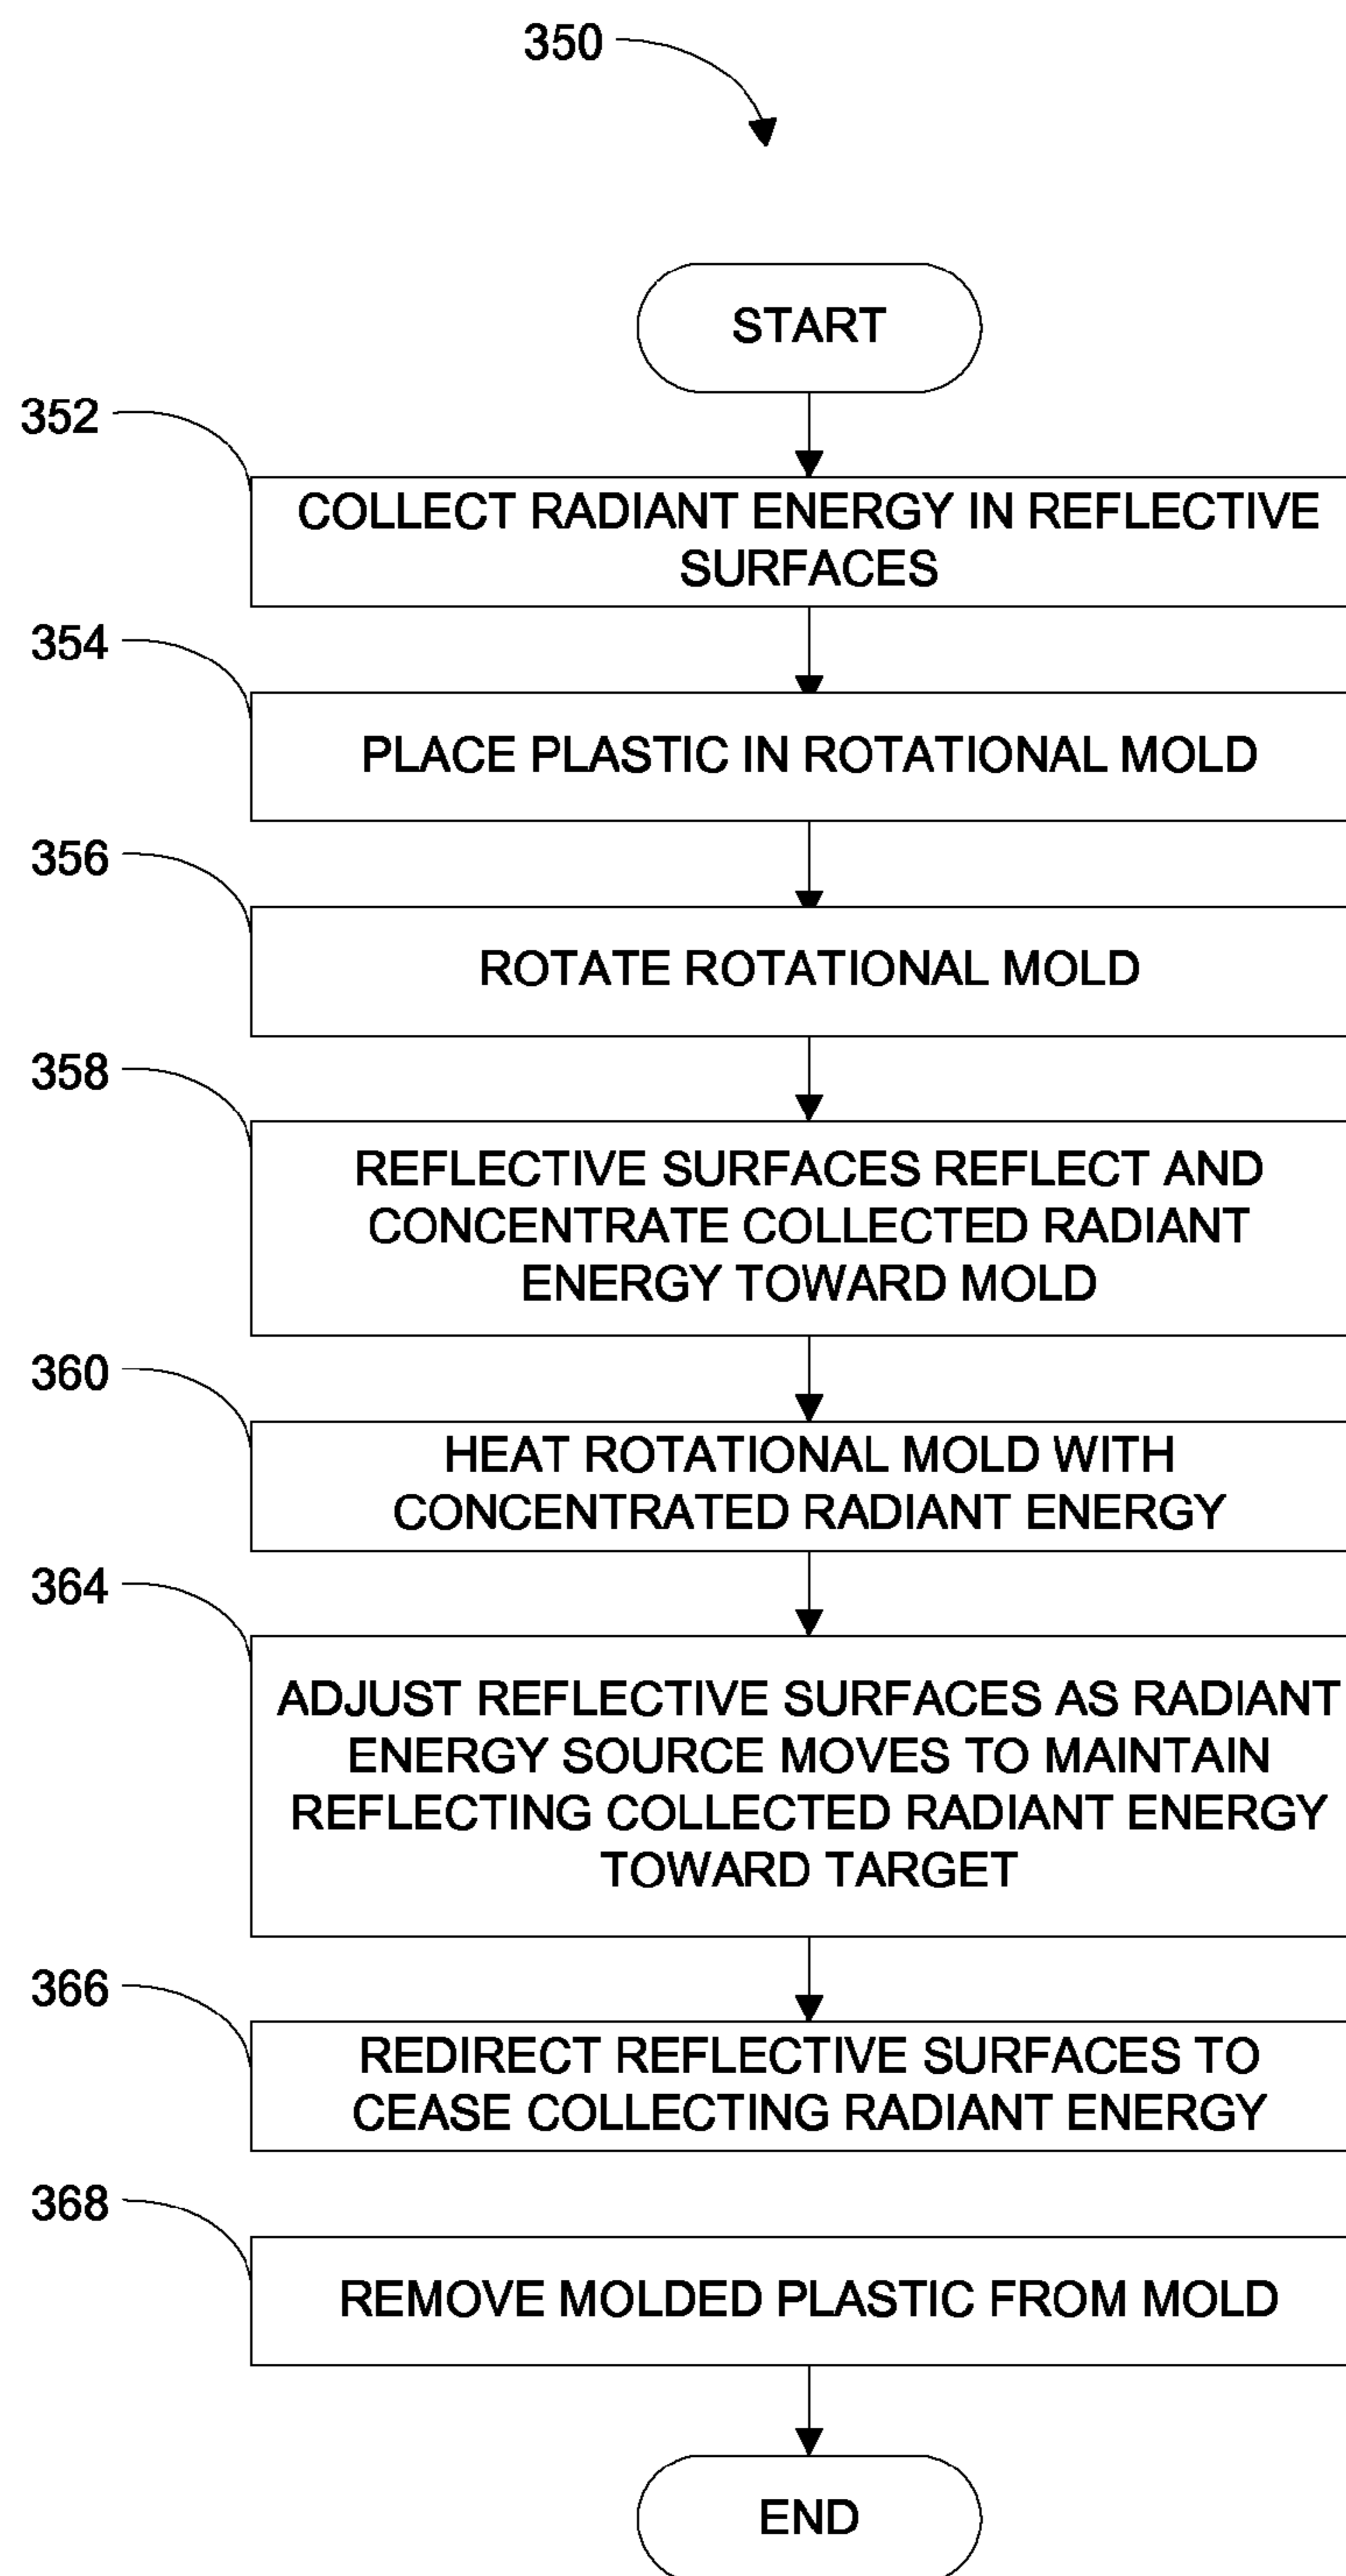 350
START
352
COLLECT RADIANT ENERGY IN REFLECTIVE
SURFACES
354
PLACE PLASTIC IN ROTATIONAL MOLD
356
ROTATE ROTATIONAL MOLD
358
REFLECTIVE SURFACES REFLECT AND
CONCENTRATE COLLECTED RADIANT
ENERGY TOWARD MOLD
360
HEAT ROTATIONAL MOLD WITH
CONCENTRATED RADIANT ENERGY
364
ADJUST REFLECTIVE SURFACES AS RADIANT
ENERGY SOURCE MOVES TO MAINTAIN
REFLECTING COLLECTED RADIANT ENERGY
TOWARD TARGET
366
REDIRECT REFLECTIVE SURFACES TO
CEASE COLLECTING RADIANT ENERGY
368
REMOVE MOLDED PLASTIC FROM MOLD
END